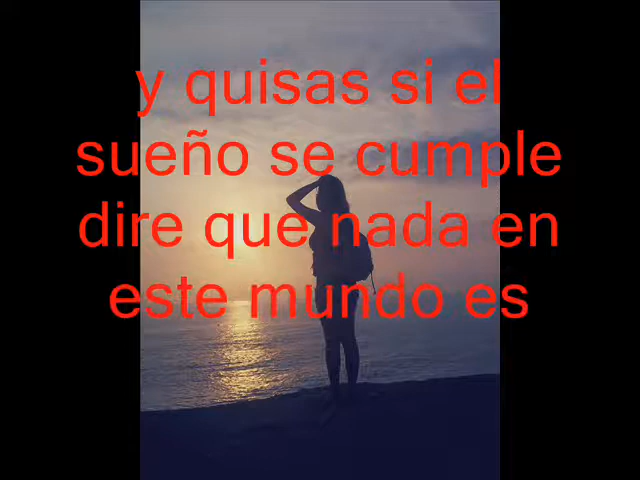 y quisas si el
sueño se cumple
dire que nada en
este mundo es